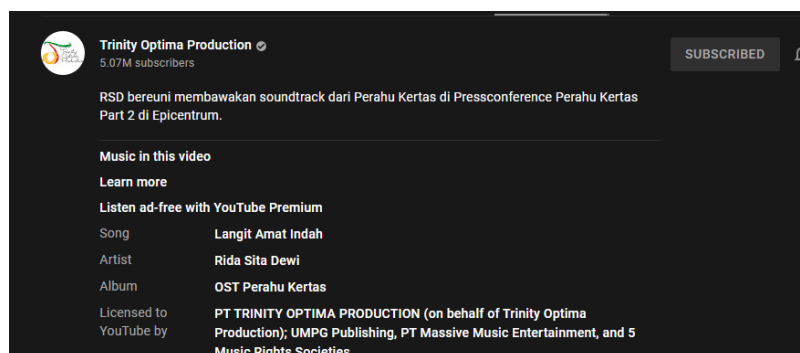 Trinity Optima Production
5.07M subscribers
SUBSCRIBED
RSD bereuni membawakan soundtrack dari Perahu Kertas di Pressconference Perahu Kertas
Part 2 di Epicentrum.
Music in this video
Learn more
Listen ad-free with YouTube Premium
Song Langit Amat Indah
Artist Rida Sita Dewi
Album OST Perahu Kertas
Licensed to YouTube by PT TRINITY OPTIMA PRODUCTION (on behalf of Trinity Optima
Production); UMPG Publishing, PT Massive Music Entertainment, and 5
Music Rights Societies